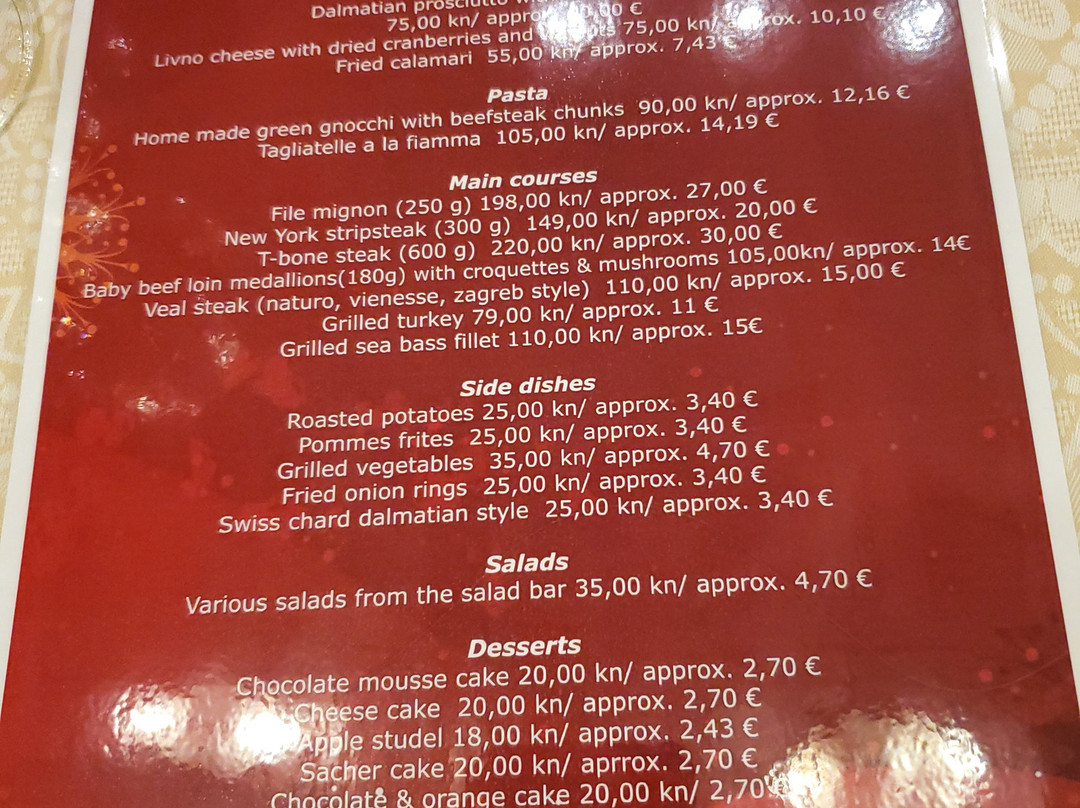 Dalmatian prosciutto
75,00 kn/ €
Livno cheese with dried cranberries and 75,00 kn/ 10,10 €
Fried calamari 55,00 kn/ approx. 7,43 €
Pasta
Home made green gnocchi with beefsteak chunks 90,00 kn/ approx. 12,16 €
Tagliatelle a la fiamma 105,00 kn/ approx. 14,19 €
Main courses
File mignon (250 g) 198,00 kn/ approx. 27,00 €
New York stripsteak (300 g) 149,00 kn/ approx. 20,00 €
T-bone steak (600 g) 220,00 kn/ approx. 30,00 €
Baby beef loin medallions(180g) with croquettes & mushrooms 105,00kn/ approx. 14€
Veal steak (naturo, vienesse, zagreb style) 110,00 kn/ approx. 15,00 €
Grilled turkey 79,00 kn/ approx. 11 €
Grilled sea bass fillet 110,00 kn/ approx. 15€
Side dishes
Roasted potatoes 25,00 kn/ approx. 3,40 €
Pommes frites 25,00 kn/ approx. 3,40 €
Grilled vegetables 35,00 kn/ approx. 4,70 €
Fried onion rings 25,00 kn/ approx. 3,40 €
Swiss chard dalmatian style 25,00 kn/ approx. 3,40 €
Salads
Various salads from the salad bar 35,00 kn/ approx. 4,70 €
Desserts
Chocolate mousse cake 20,00 kn/ approx. 2,70 €
Cheese cake 20,00 kn/ approx. 2,70 €
Apple studel 18,00 kn/ approx. 2,43 €
Sacher cake 20,00 kn/ aprrox. 2,70 €
Chocolate & orange cake 20,00 kn/ 2,70 €